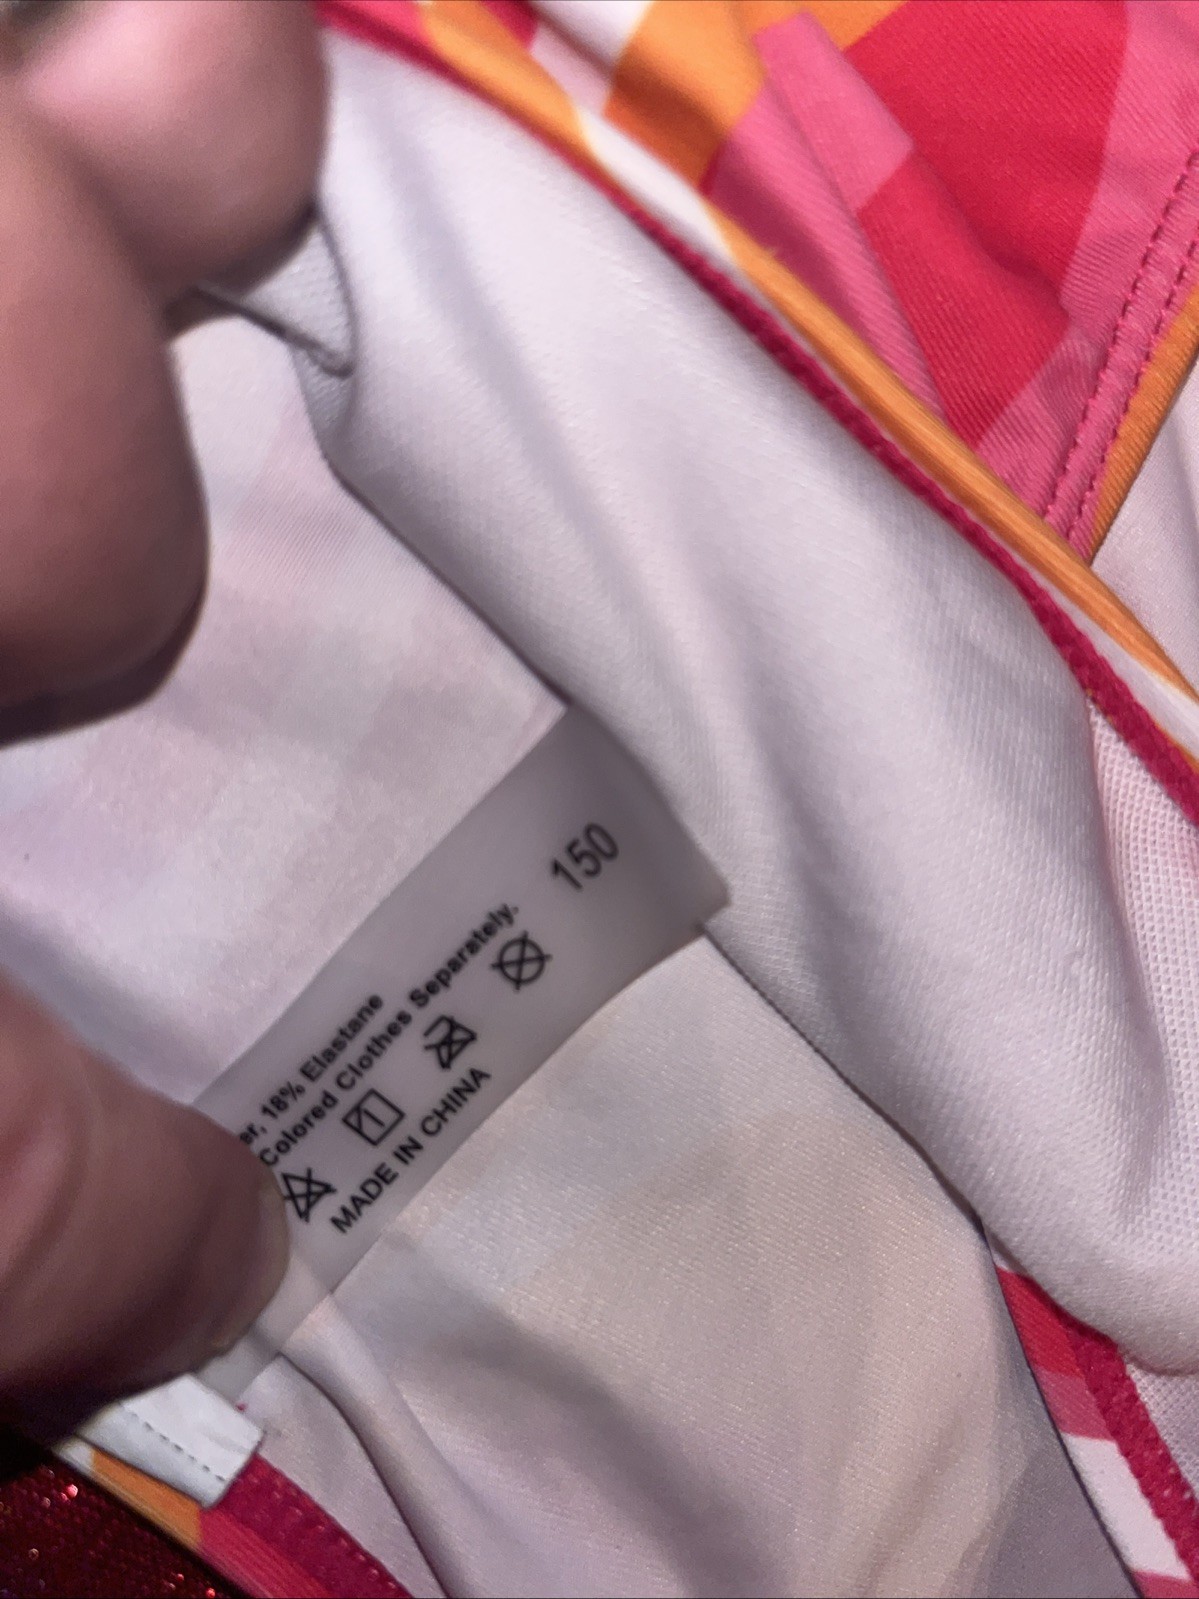 150
er, 18% Elastane
Colored Clothes Separately.
MADE IN CHINA